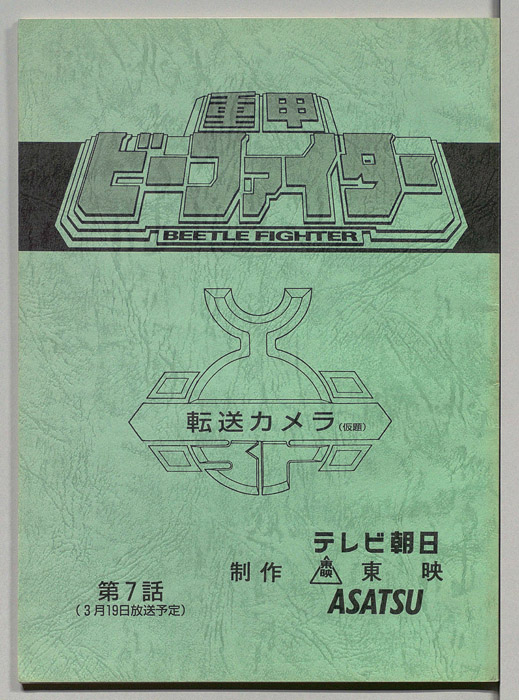 重甲
ビーファイター
BEETLE FIGHTER
転送カメラ(仮題)
テレビ朝日
制作 東映 東映
ASATSU
第7話
(3月19日放送予定)